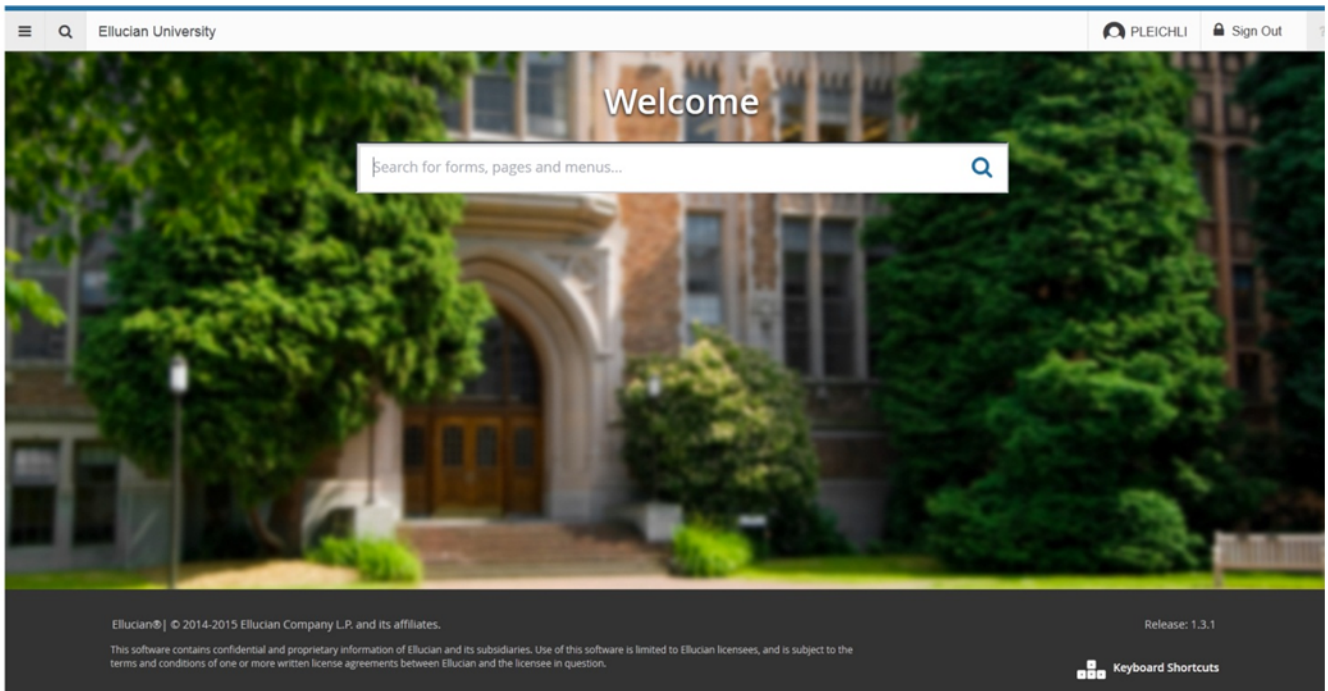 Ellucian University
PLEICHLI
Sign Out
?
Welcome
Search for forms, pages and menus...
Ellucian®| © 2014-2015 Ellucian Company L.P. and its affiliates.
Release: 1.3.1
This software contains confidential and proprietary information of Ellucian and its subsidiaries. Use of this software is limited to Ellucian licensees, and is subject to the
terms and conditions of one or more written license agreements between Ellucian and the licensee in question.
Keyboard Shortcuts